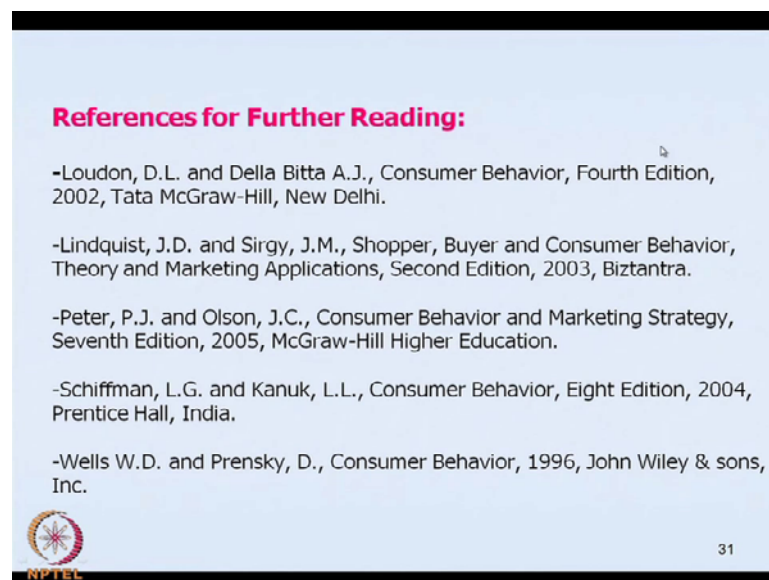 References for Further Reading:
-Loudon, D.L. and Della Bitta A.J., Consumer Behavior, Fourth Edition,
2002, Tata McGraw-Hill, New Delhi.
-Lindquist, J.D. and Sirgy, J.M., Shopper, Buyer and Consumer Behavior,
Theory and Marketing Applications, Second Edition, 2003, Biztantra.
-Peter, P.J. and Olson, J.C., Consumer Behavior and Marketing Strategy,
Seventh Edition, 2005, McGraw-Hill Higher Education.
-Schiffman, L.G. and Kanuk, L.L., Consumer Behavior, Eight Edition, 2004,
Prentice Hall, India.
-Wells W.D. and Prensky, D., Consumer Behavior, 1996, John Wiley & sons,
Inc.
31
NPTEL